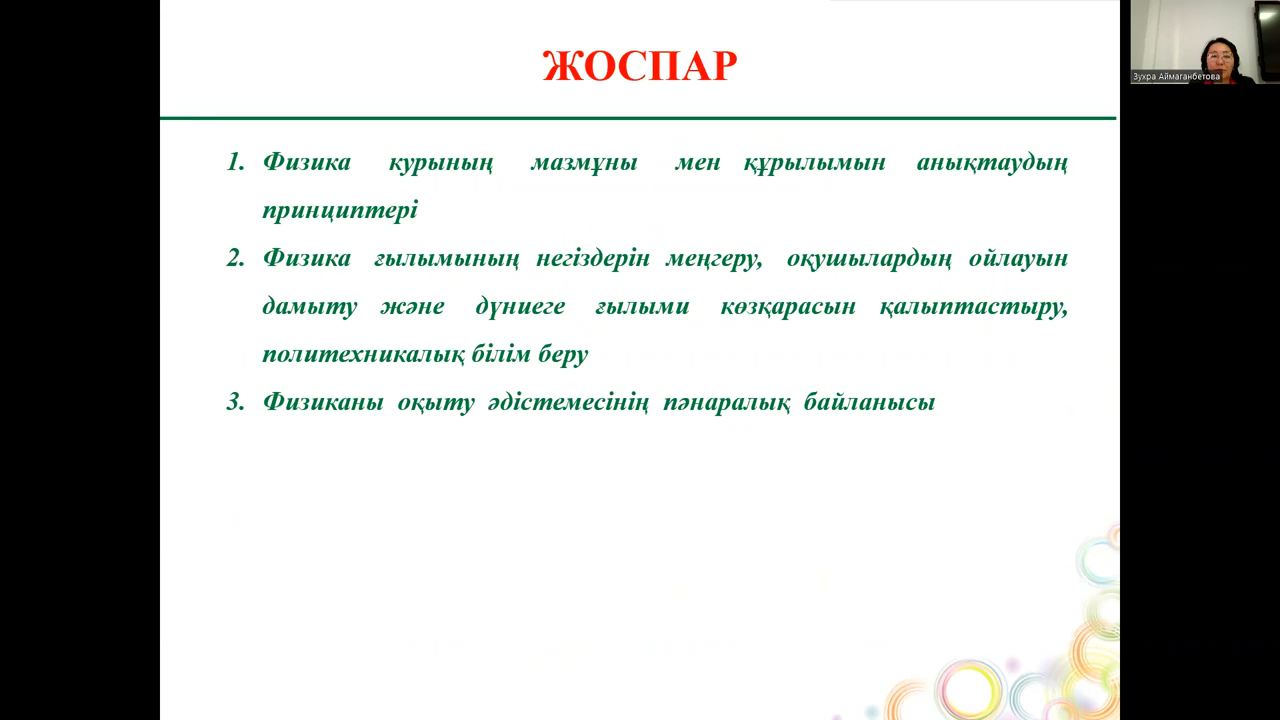 ЖОСПАР
Зухра Аймаганбетова
1. Физика курының мазмұны мен құрылымын анықтаудың
принциптері
2. Физика ғылымының негіздерін меңгеру, оқушылардың ойлауын
дамыту және дүниеге ғылыми көзқарасын қалыптастыру,
политехникалық білім беру
3. Физиканы оқыту әдістемесінің пәнаралық байланысы